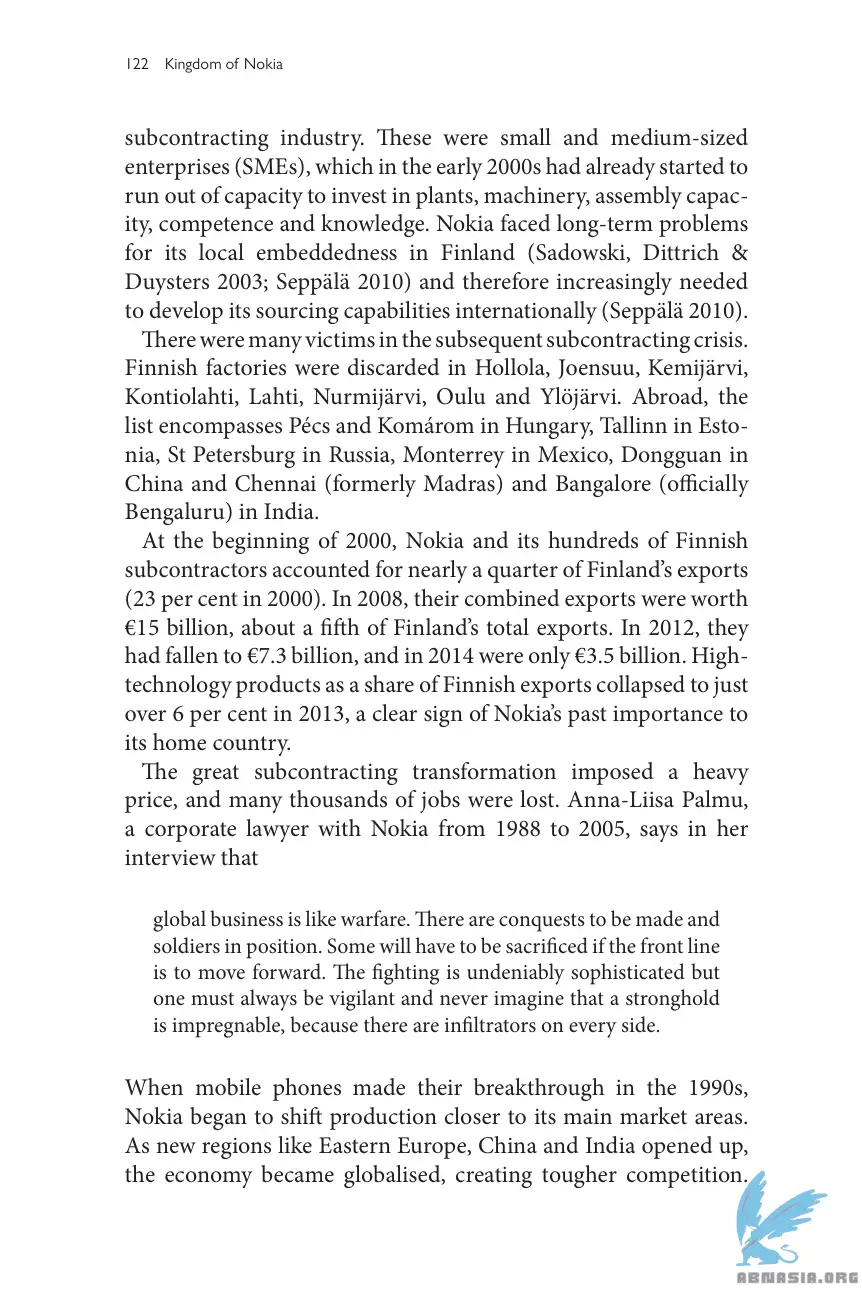 122 Kingdom of Nokia
subcontracting industry. These were small and medium-sized
enterprises (SMEs), which in the early 2000s had already started to
run out of capacity to invest in plants, machinery, assembly capac-
ity, competence and knowledge. Nokia faced long-term problems
for its local embeddedness in Finland (Sadowski, Dittrich &
Duysters 2003; Seppälä 2010) and therefore increasingly needed
to develop its sourcing capabilities internationally (Seppälä 2010).
There were many victims in the subsequent subcontracting crisis.
Finnish factories were discarded in Hollola, Joensuu, Kemijärvi,
Kontiolahti, Lahti, Nurmijärvi, Oulu and Ylöjärvi. Abroad, the
list encompasses Pécs and Komárom in Hungary, Tallinn in Esto-
nia, St Petersburg in Russia, Monterrey in Mexico, Dongguan in
China and Chennai (formerly Madras) and Bangalore (officially
Bengaluru) in India.
At the beginning of 2000, Nokia and its hundreds of Finnish
subcontractors accounted for nearly a quarter of Finland’s exports
(23 per cent in 2000). In 2008, their combined exports were worth
€15 billion, about a fifth of Finland’s total exports. In 2012, they
had fallen to €7.3 billion, and in 2014 were only €3.5 billion. High-
technology products as a share of Finnish exports collapsed to just
over 6 per cent in 2013, a clear sign of Nokia’s past importance to
its home country.
The great subcontracting transformation imposed a heavy
price, and many thousands of jobs were lost. Anna-Liisa Palmu,
a corporate lawyer with Nokia from 1988 to 2005, says in her
interview that
global business is like warfare. There are conquests to be made and
soldiers in position. Some will have to be sacrificed if the front line
is to move forward. The fighting is undeniably sophisticated but
one must always be vigilant and never imagine that a stronghold
is impregnable, because there are infiltrators on every side.
When mobile phones made their breakthrough in the 1990s,
Nokia began to shift production closer to its main market areas.
As new regions like Eastern Europe, China and India opened up,
the economy became globalised, creating tougher competition.
ABNASIA.ORG